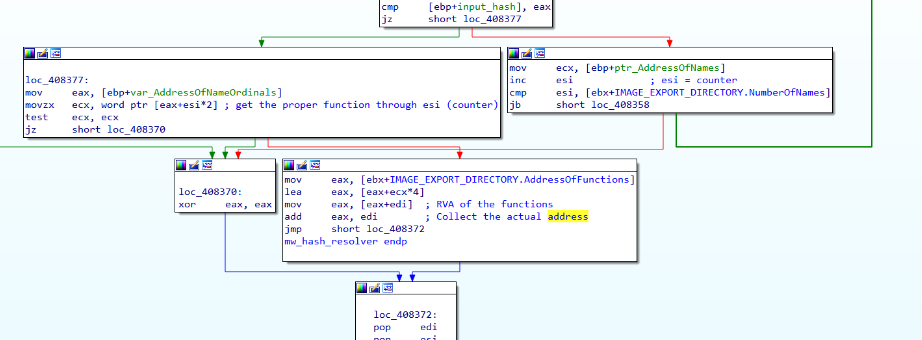 cmp [ebp+input_hash], eax
jz short loc_408377
loc_408377:
mov eax, [ebp+var_AddressOfNameOrdinals]
movzx ecx, word ptr [eax+esi*2] ; get the proper function through esi (counter)
test ecx, ecx
jz short loc_408370
mov ecx, [ebp+ptr_AddressOfNames]
inc esi ; esi = counter
cmp esi, [ebx+IMAGE_EXPORT_DIRECTORY.NumberOfNames]
jb short loc_408358
loc_408370:
xor eax, eax
mov eax, [ebx+IMAGE_EXPORT_DIRECTORY.AddressOfFunctions]
lea eax, [eax+ecx*4]
mov eax, [eax+edi] ; RVA of the functions
add eax, edi ; Collect the actual address
jmp short loc_408372
mw_hash_resolver endp
loc_408372:
pop edi